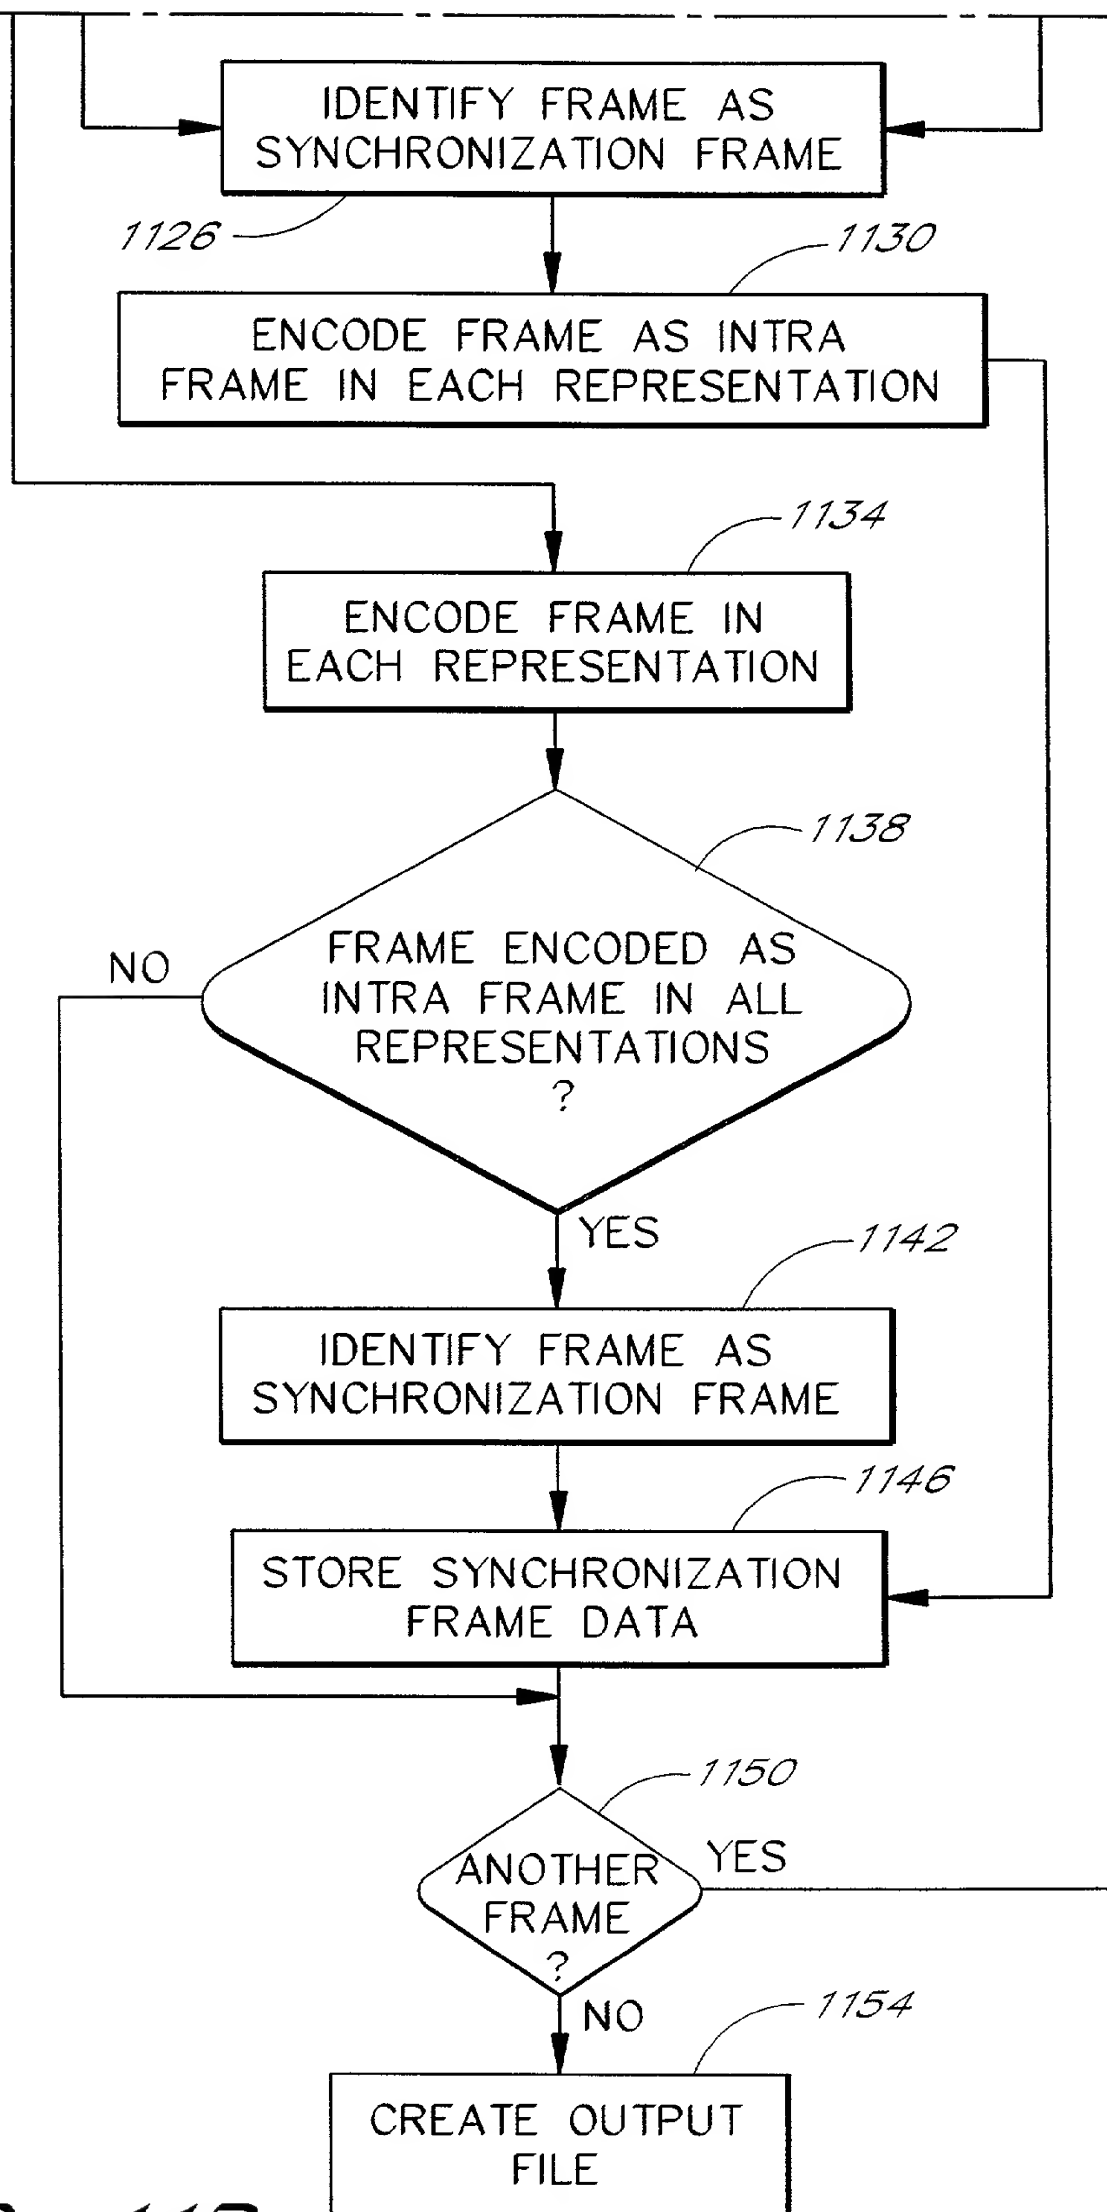 IDENTIFY FRAME AS
SYNCHRONIZATION FRAME
1126
1130
ENCODE FRAME AS INTRA
FRAME IN EACH REPRESENTATION
1134
ENCODE FRAME IN
EACH REPRESENTATION
1138
NO
FRAME ENCODED AS
INTRA FRAME IN ALL
REPRESENTATIONS
?
YES
1142
IDENTIFY FRAME AS
SYNCHRONIZATION FRAME
1146
STORE SYNCHRONIZATION
FRAME DATA
1150
YES
ANOTHER
FRAME
?
NO
1154
CREATE OUTPUT
FILE